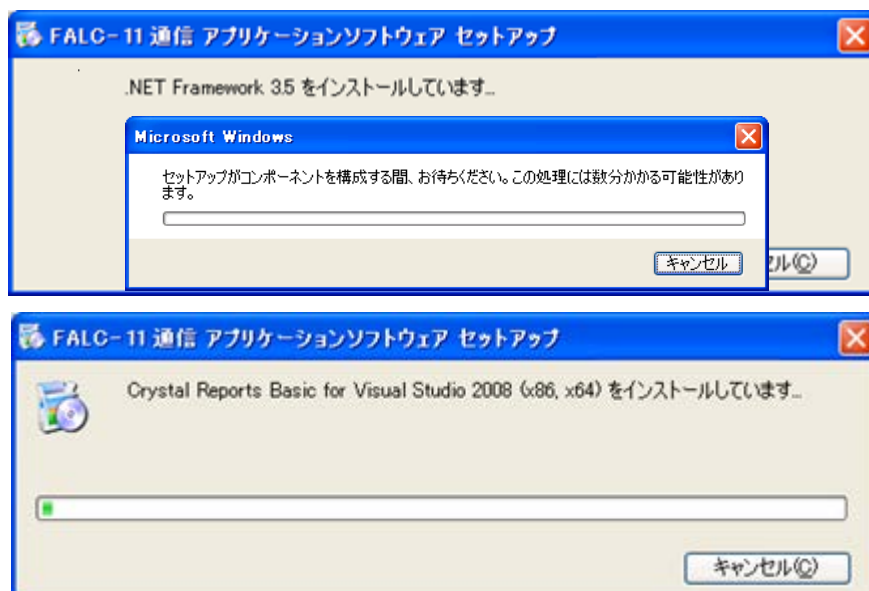 FALC-11 通信 アプリケーションソフトウェア セットアップ
.NET Framework 3.5 をインストールしています...
Microsoft Windows
セットアップがコンポーネントを構成する間、お待ちください。この処理には数分かかる可能性があり
ます。
キャンセル
セル(C)
FALC-11 通信 アプリケーションソフトウェア セットアップ
Crystal Reports Basic for Visual Studio 2008 (x86, x64) をインストールしています...
キャンセル(C)